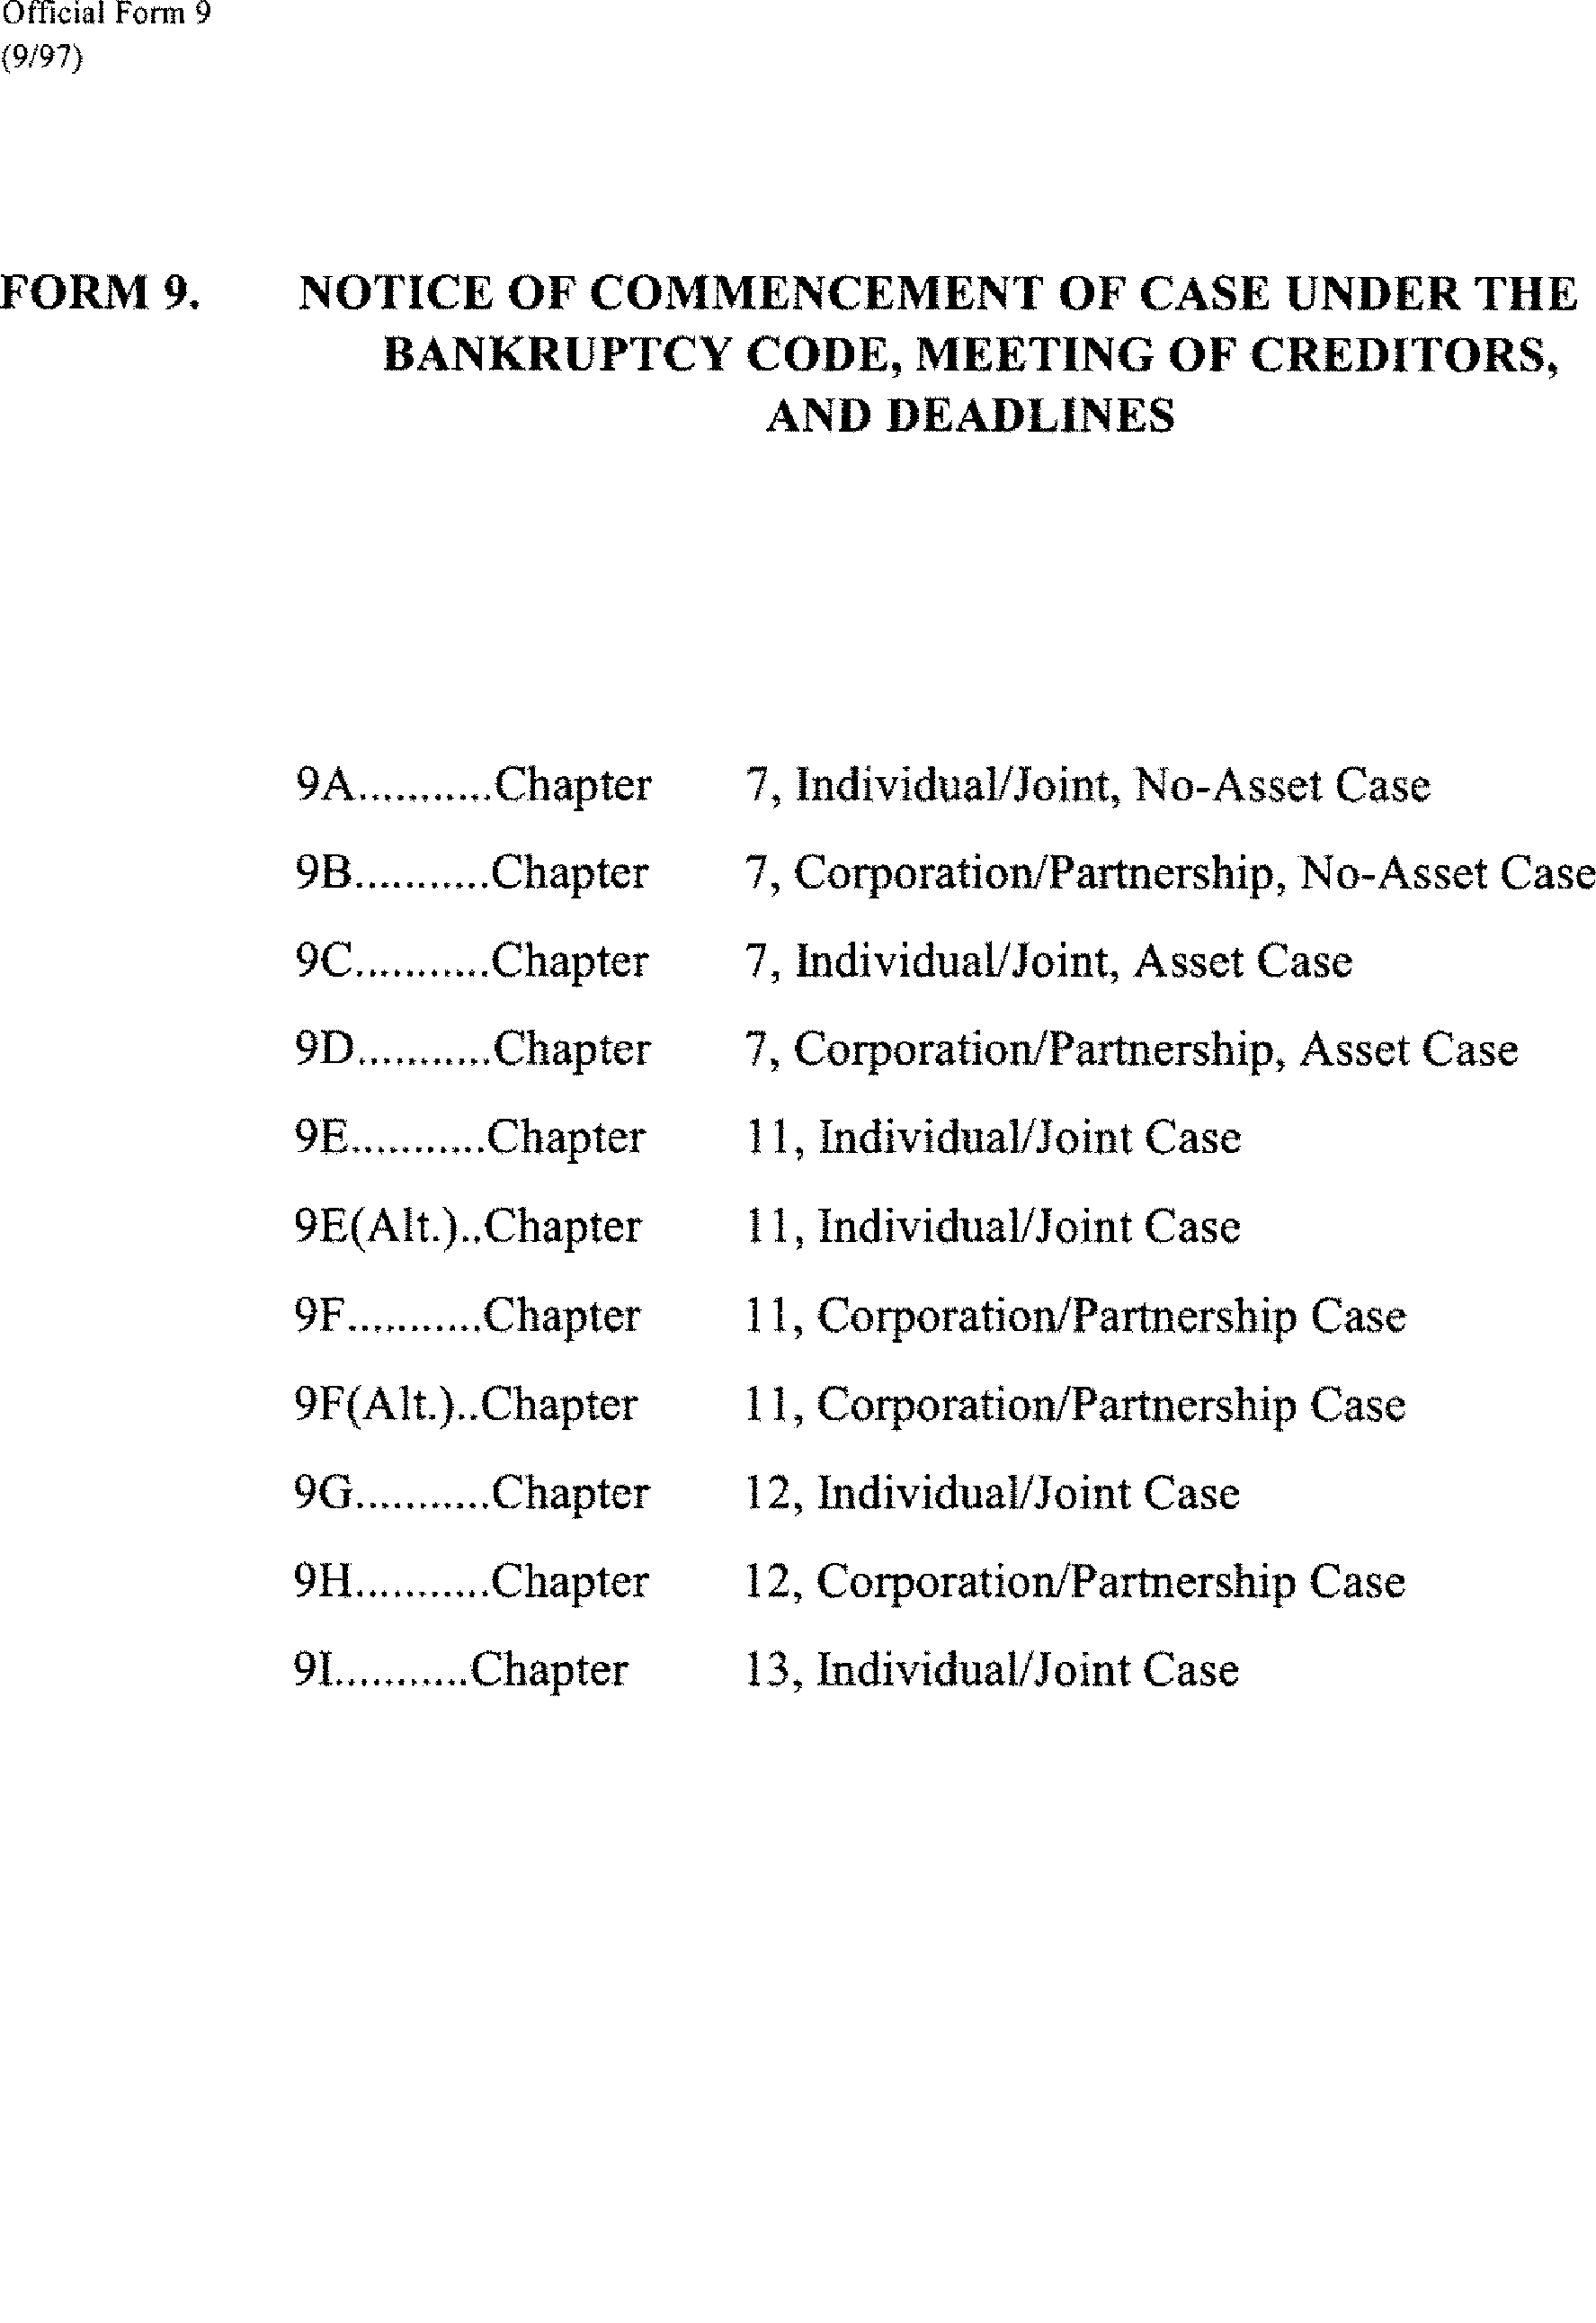 Official Form 9
(9/97)
FORM 9. NOTICE OF COMMENCEMENT OF CASE UNDER THE
BANKRUPTCY CODE, MEETING OF CREDITORS,
AND DEADLINES
9A...........Chapter 7, Individual/Joint, No-Asset Case
9B...........Chapter 7, Corporation/Partnership, No-Asset Case
9C...........Chapter 7, Individual/Joint, Asset Case
9D...........Chapter 7, Corporation/Partnership, Asset Case
9E...........Chapter 11, Individual/Joint Case
9E(Alt.)..Chapter 11, Individual/Joint Case
9F...........Chapter 11, Corporation/Partnership Case
9F(Alt.)..Chapter 11, Corporation/Partnership Case
9G...........Chapter 12, Individual/Joint Case
9H...........Chapter 12, Corporation/Partnership Case
9I...........Chapter 13, Individual/Joint Case